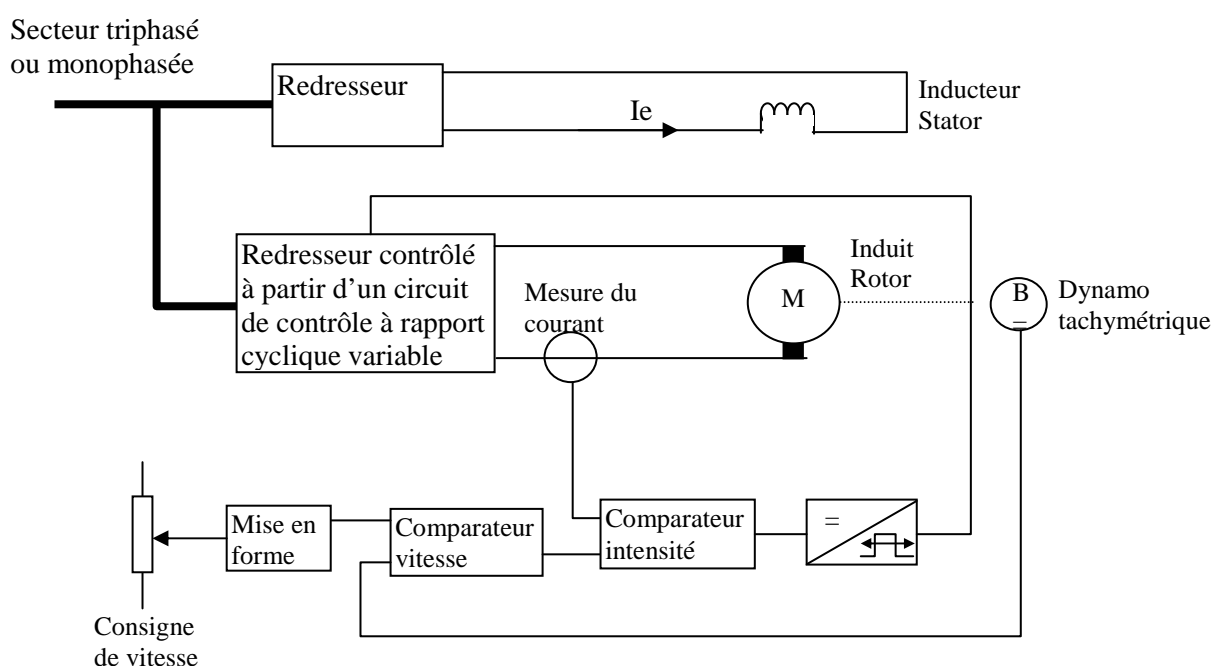 Secteur triphasé
ou monophasée
Redresseur
Ie
Inducteur
Stator
Redresseur contrôlé
à partir d’un circuit
de contrôle à rapport
cyclique variable
Mesure du
courant
M
Induit
Rotor
B
=
Dynamo
tachymétrique
Mise en
forme
Comparateur
vitesse
Comparateur
intensité
=
Consigne
de vitesse